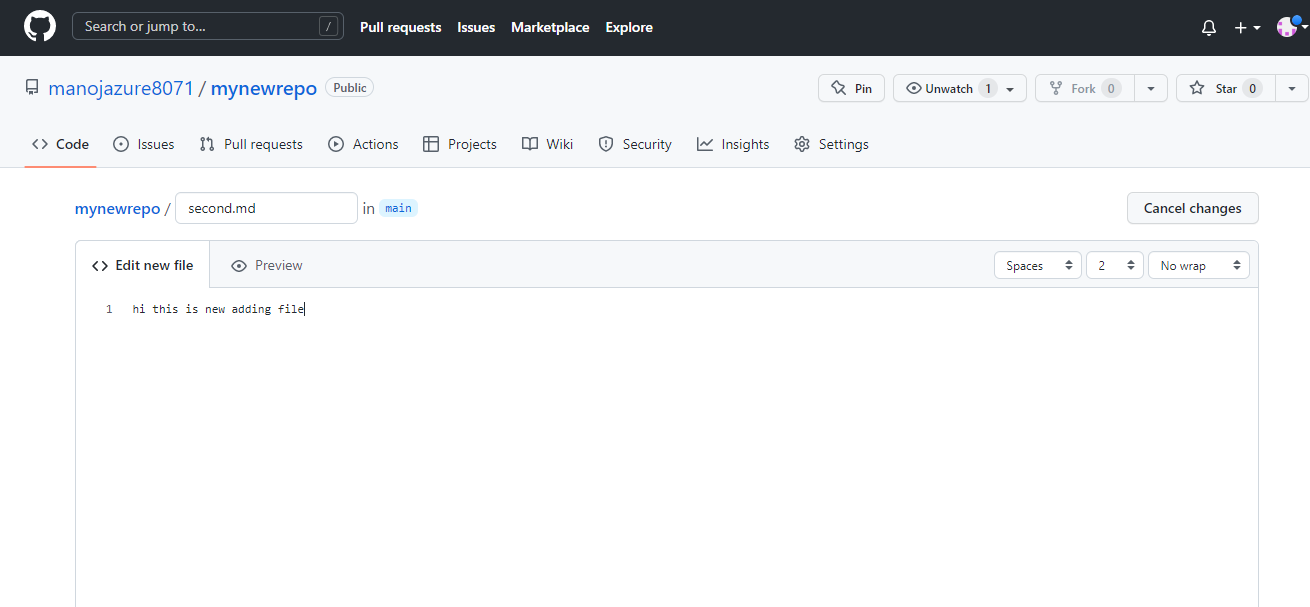 Search or jump to... / Pull requests Issues Marketplace Explore
manojazure8071 / mynewrepo Public Pin Unwatch 1 Fork 0 Star 0
Code Issues Pull requests Actions Projects Wiki Security Insights Settings
mynewrepo / second.md in main Cancel changes
Edit new file Preview Spaces 2 No wrap
1 hi this is new adding file